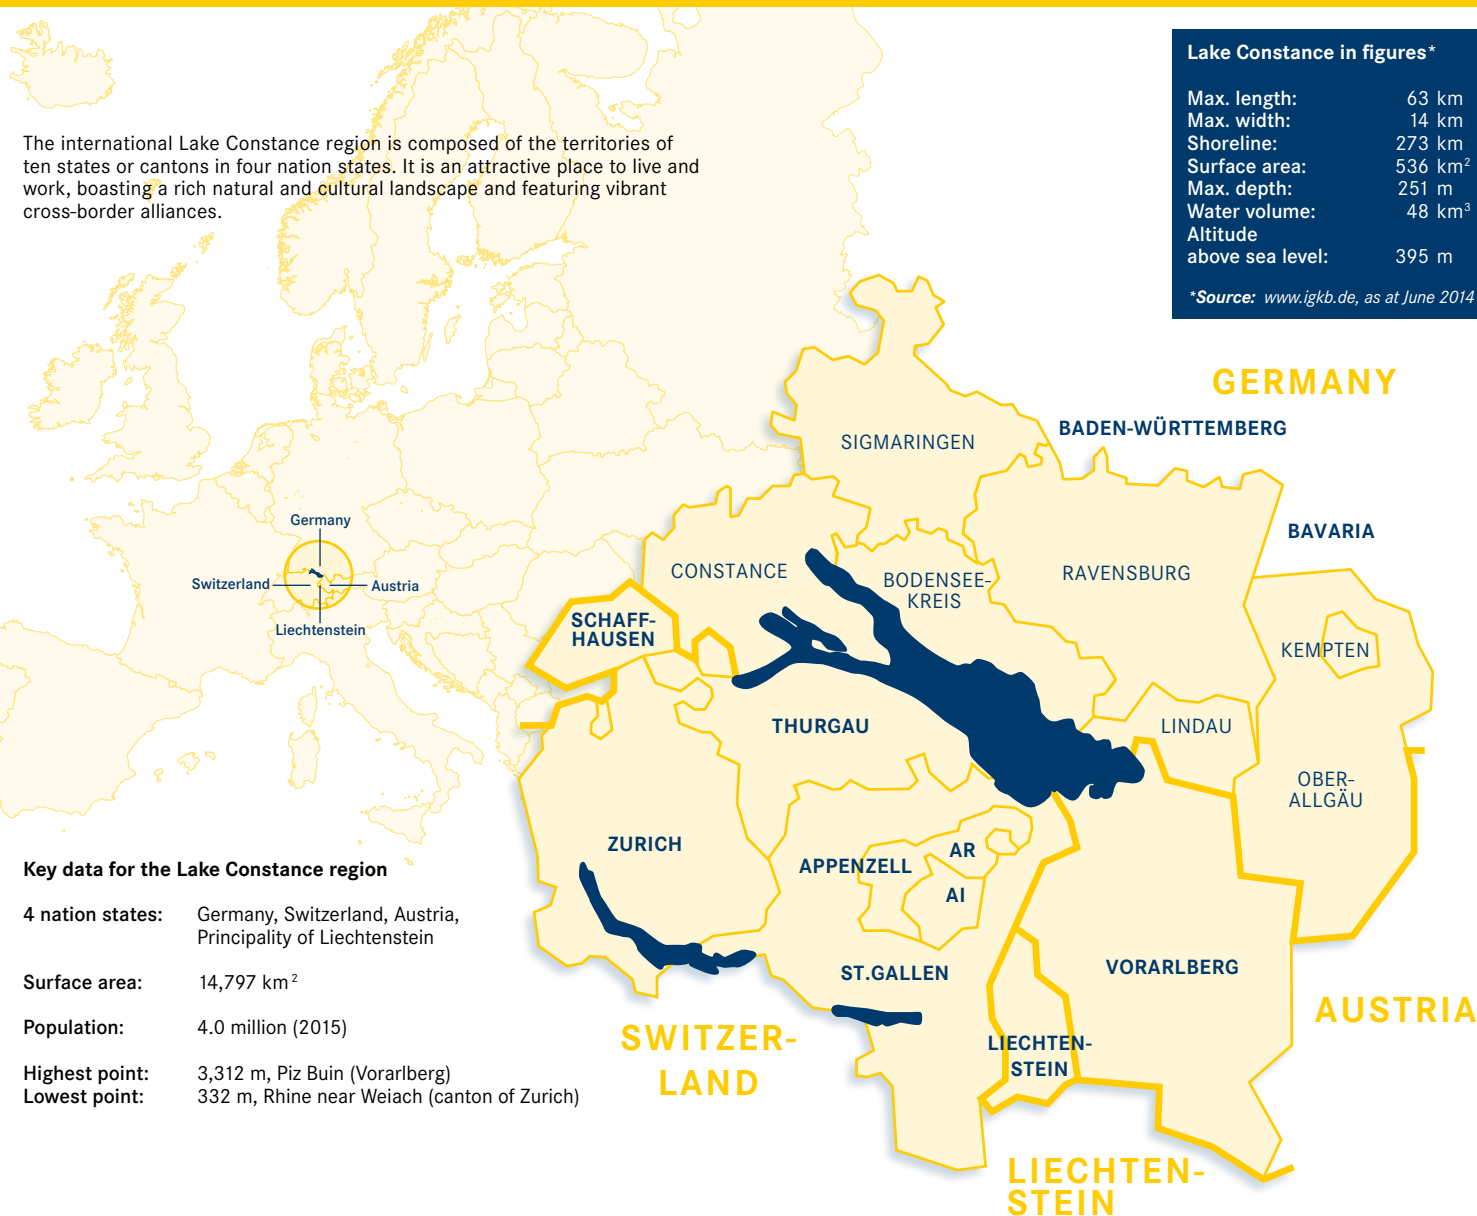 The international Lake Constance region is composed of the territories of
ten states or cantons in four nation states. It is an attractive place to live and
work, boasting a rich natural and cultural landscape and featuring vibrant
cross-border alliances.
Lake Constance in figures*
Max. length: 63 km
Max. width: 14 km
Shoreline: 273 km
Surface area: 536 km²
Max. depth: 251 m
Water volume: 48 km³
Altitude
above sea level: 395 m
*Source: www.igkb.de, as at June 2014
GERMANY
BADEN-WÜRTTEMBERG
SIGMARINGEN
BAVARIA
Germany
Switzerland
Austria
Liechtenstein
CONSTANCE
BODENSEE-
KREIS
RAVENSBURG
SCHAFF-
HAUSEN
KEMPTEN
THURGAU
LINDAU
OBER-
ALLGÄU
ZURICH
APPENZELL
AR
AI
ST.GALLEN
VORARLBERG
AUSTRIA
SWITZER-
LAND
LIECHTEN-
STEIN
LIECHTEN-
STEIN
Key data for the Lake Constance region
4 nation states: Germany, Switzerland, Austria,
Principality of Liechtenstein
Surface area: 14,797 km²
Population: 4.0 million (2015)
Highest point: 3,312 m, Piz Buin (Vorarlberg)
Lowest point: 332 m, Rhine near Weiach (canton of Zurich)